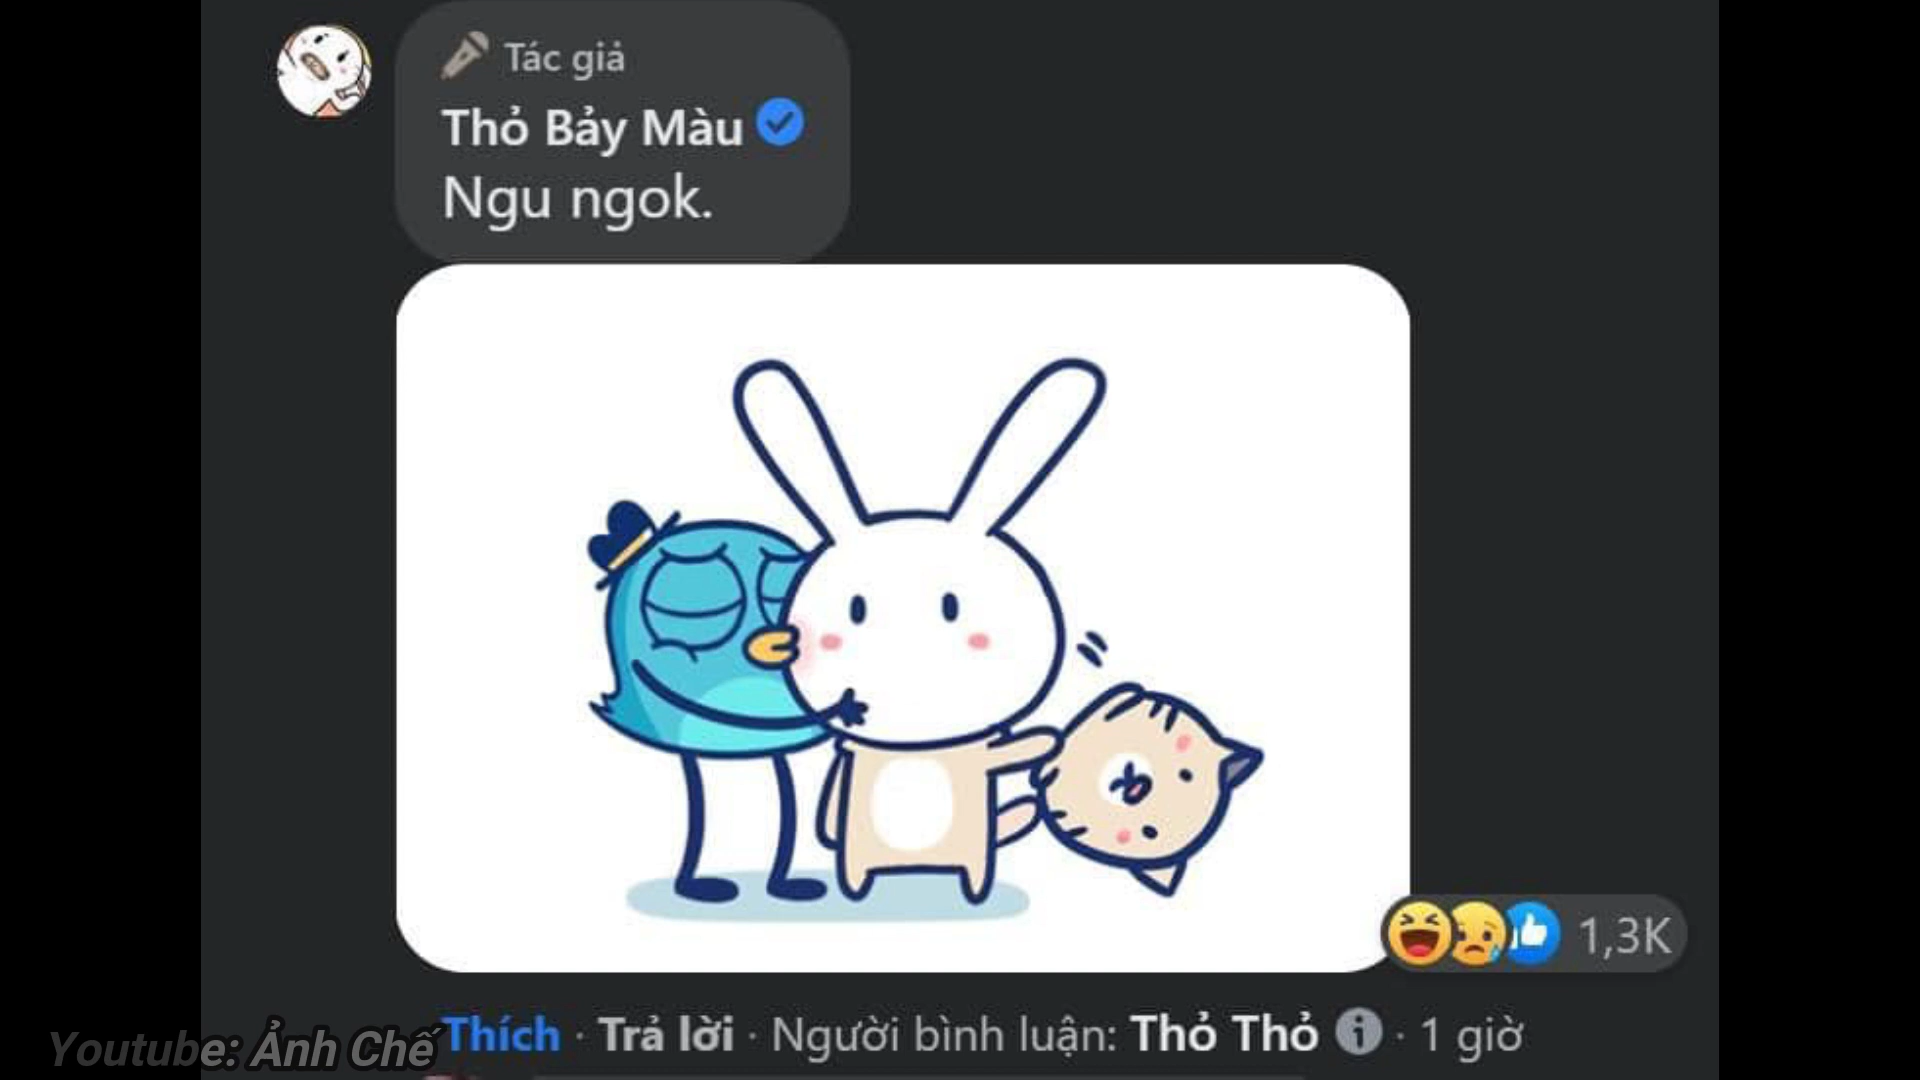 Tác giả
Thỏ Bảy Màu
Ngu ngok.
1,3K
Thích · Trả lời · Người bình luận: Thỏ Thỏ · 1 giờ
Youtube: Ảnh Chế